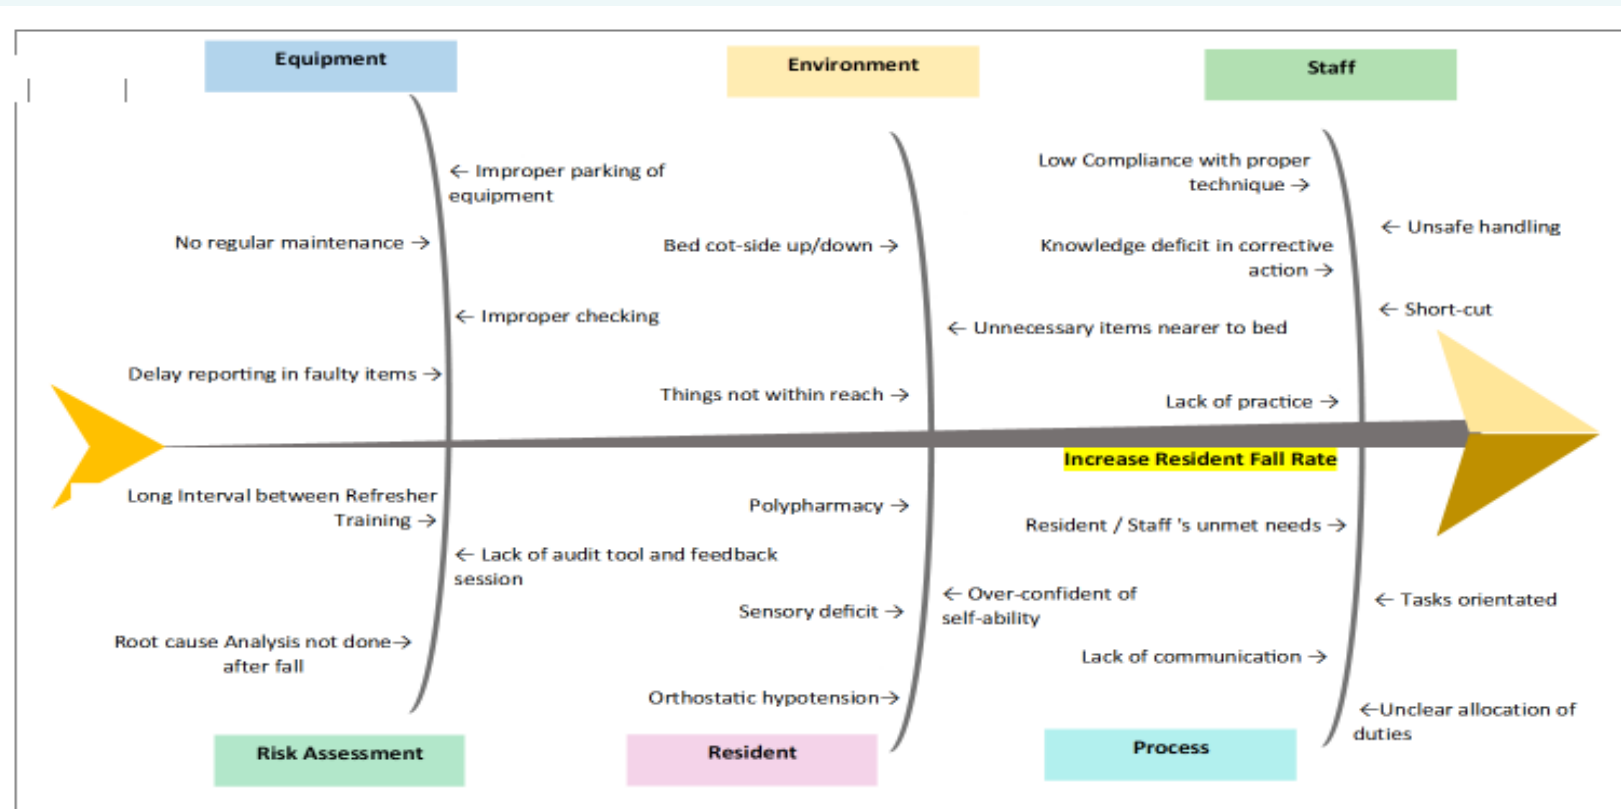 Equipment
Environment
Staff
← Improper parking of
equipment
No regular maintenance →
← Improper checking
Delay reporting in faulty items →
Bed cot-side up/down →
← Unnecessary items nearer to bed
Things not within reach →
Low Compliance with proper
technique →
← Unsafe handling
Knowledge deficit in corrective
action →
← Short-cut
Lack of practice →
Increase Resident Fall Rate
Long Interval between Refresher
Training →
← Lack of audit tool and feedback
session
Root cause Analysis not done→
after fall
Polypharmacy →
← Over-confident of
self-ability
Sensory deficit →
Orthostatic hypotension→
Resident / Staff 's unmet needs →
← Tasks orientated
Lack of communication →
←Unclear allocation of
duties
Risk Assessment
Resident
Process